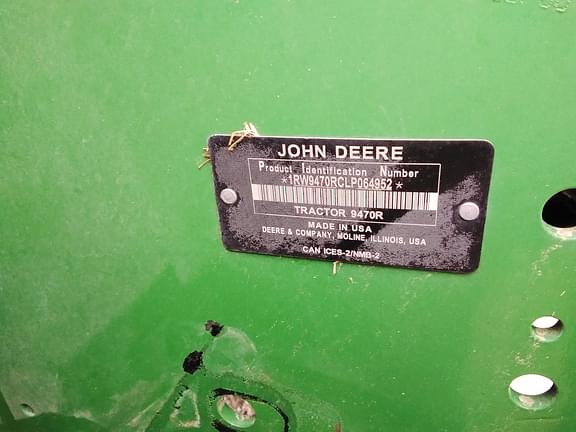 JOHN DEERE
Product Identification Number
*1RW9470RCLP064952*
TRACTOR 9470R
MADE IN USA
DEERE & COMPANY, MOLINE, ILLINOIS, USA
CAN ICES-2/NMB-2